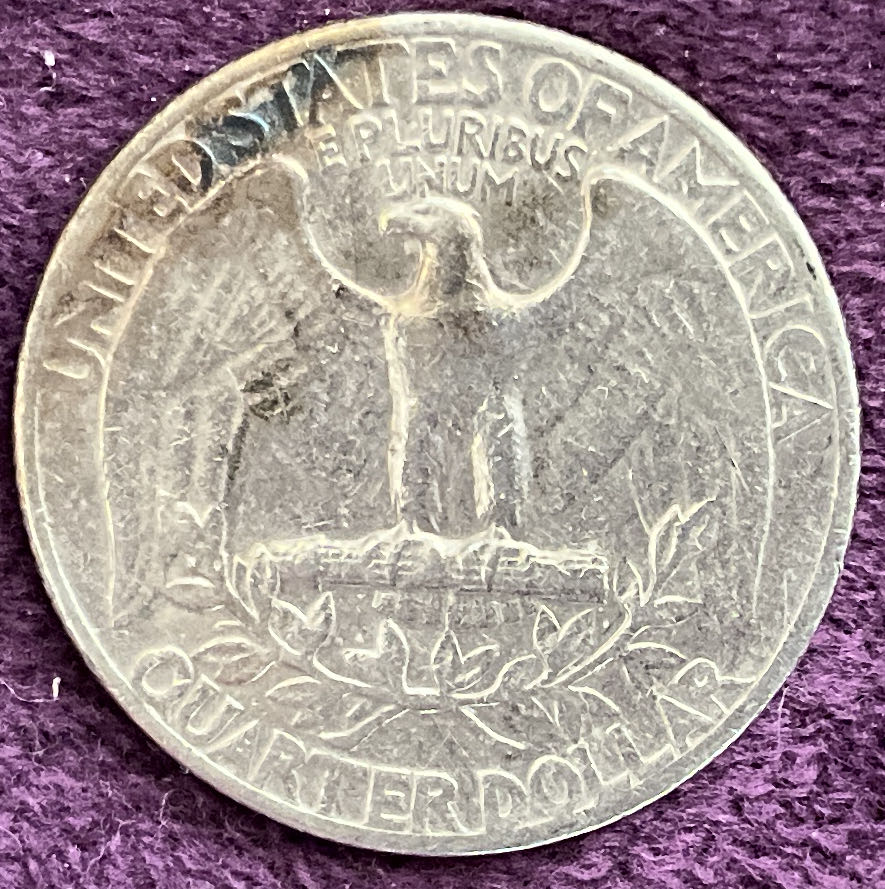 UNITED STATES OF AMERICA
E PLURIBUS
UNUM
QUARTER DOLLAR